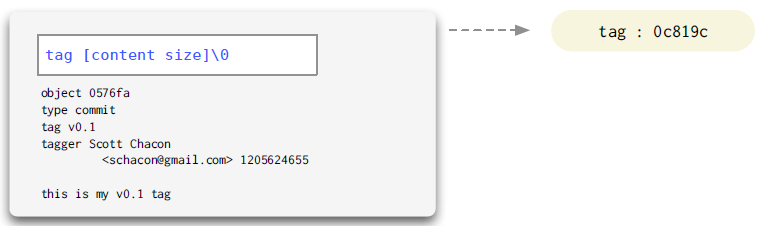 tag [content size]\0
tag : 0c819c
object 0576fa
type commit
tag v0.1
tagger Scott Chacon
<schacon@gmail.com> 1205624655
this is my v0.1 tag